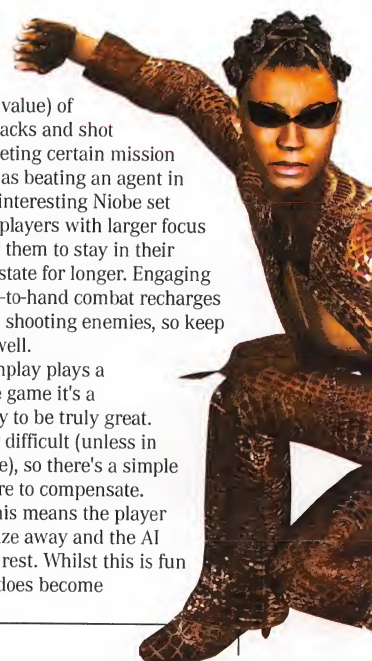 value) of
acks and shot
eting certain mission
as beating an agent in
interesting Niobe set
players with larger focus
them to stay in their
state for longer. Engaging
-to-hand combat recharges
shooting enemies, so keep
well.
nplay plays a
e game it's a
y to be truly great.
difficult (unless in
e), so there's a simple
re to compensate.
his means the player
ze away and the AI
rest. Whilst this is fun
does become